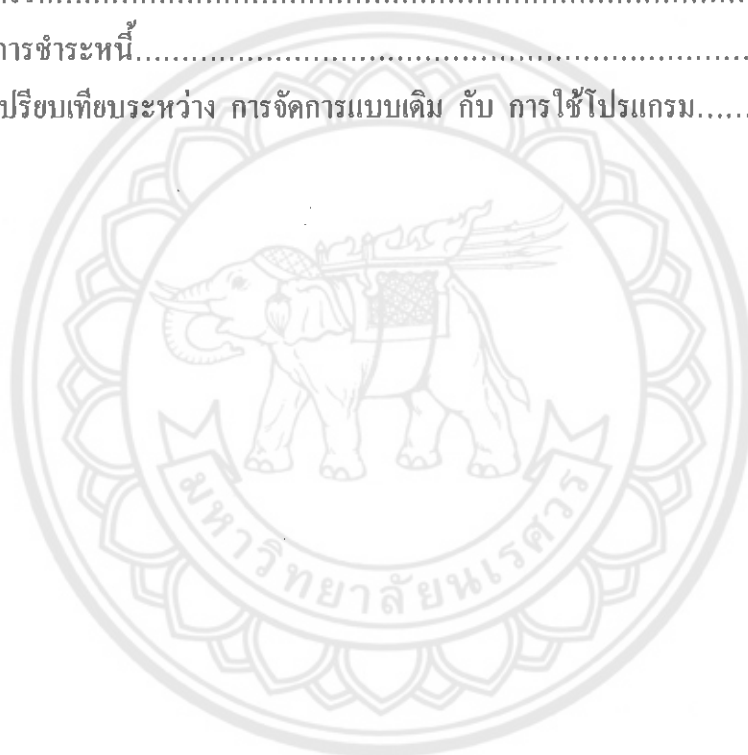 การชำระหนี้......................................................................
เปรียบเทียบระหว่าง การจัดการแบบเดิม กับ การใช้โปรแกรม......
มหาวิทยาลัยนเรศวร